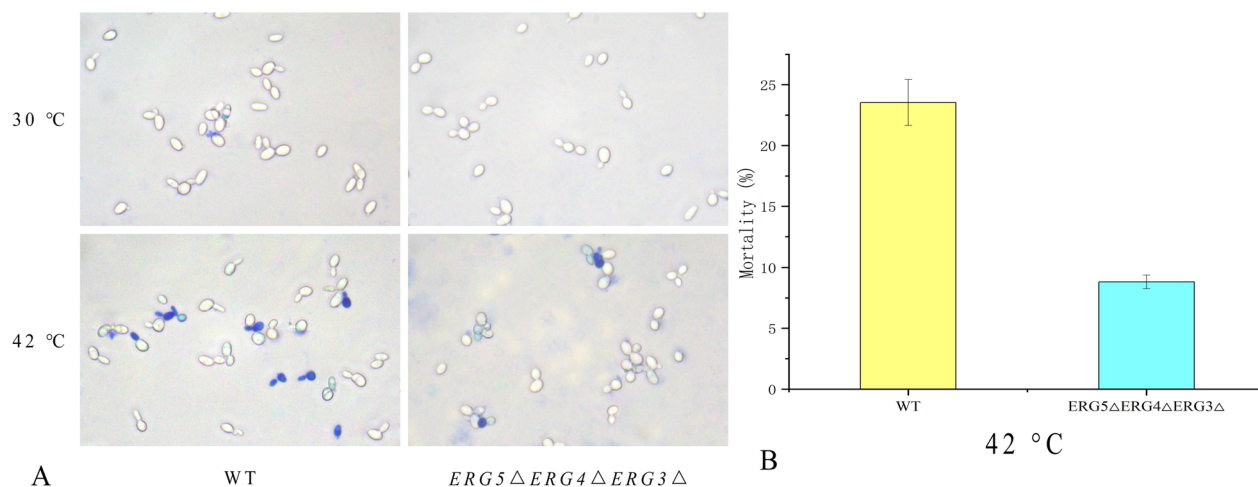 30 ℃
42 ℃
WT
ERG5△ERG4△ERG3△
A
Mortality (%)
25
20
15
10
5
0
WT
ERG5△ERG4△ERG3△
42 °C
B